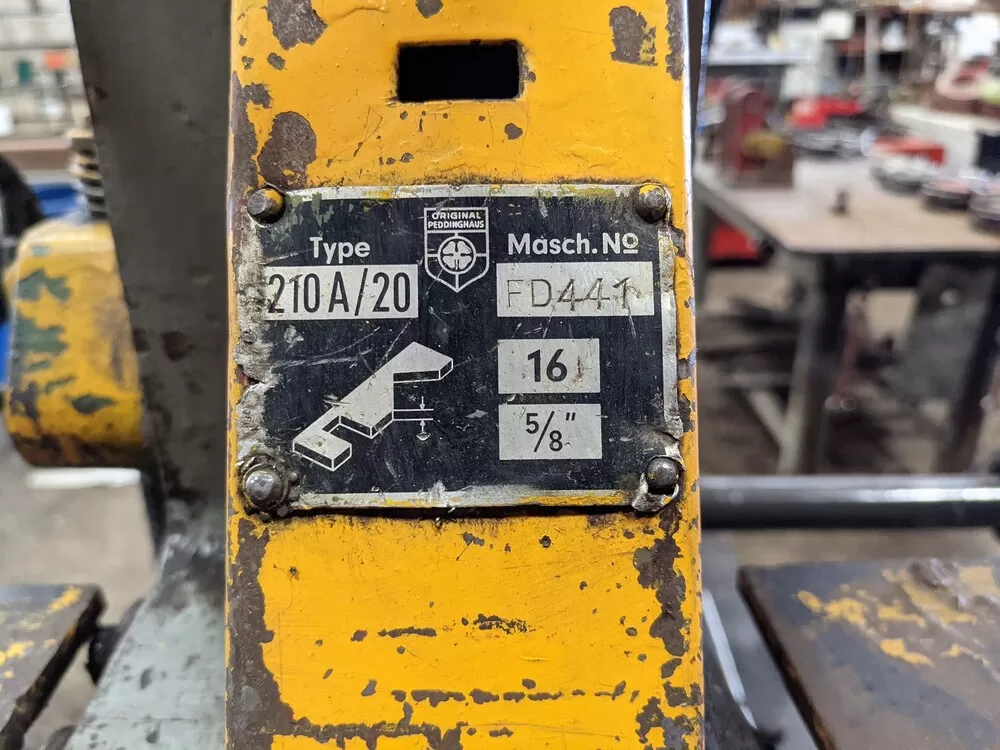 ORIGINAL
PEDDINGHAUS
Type
Masch. No
210 A/20
FD441
16
5/8"